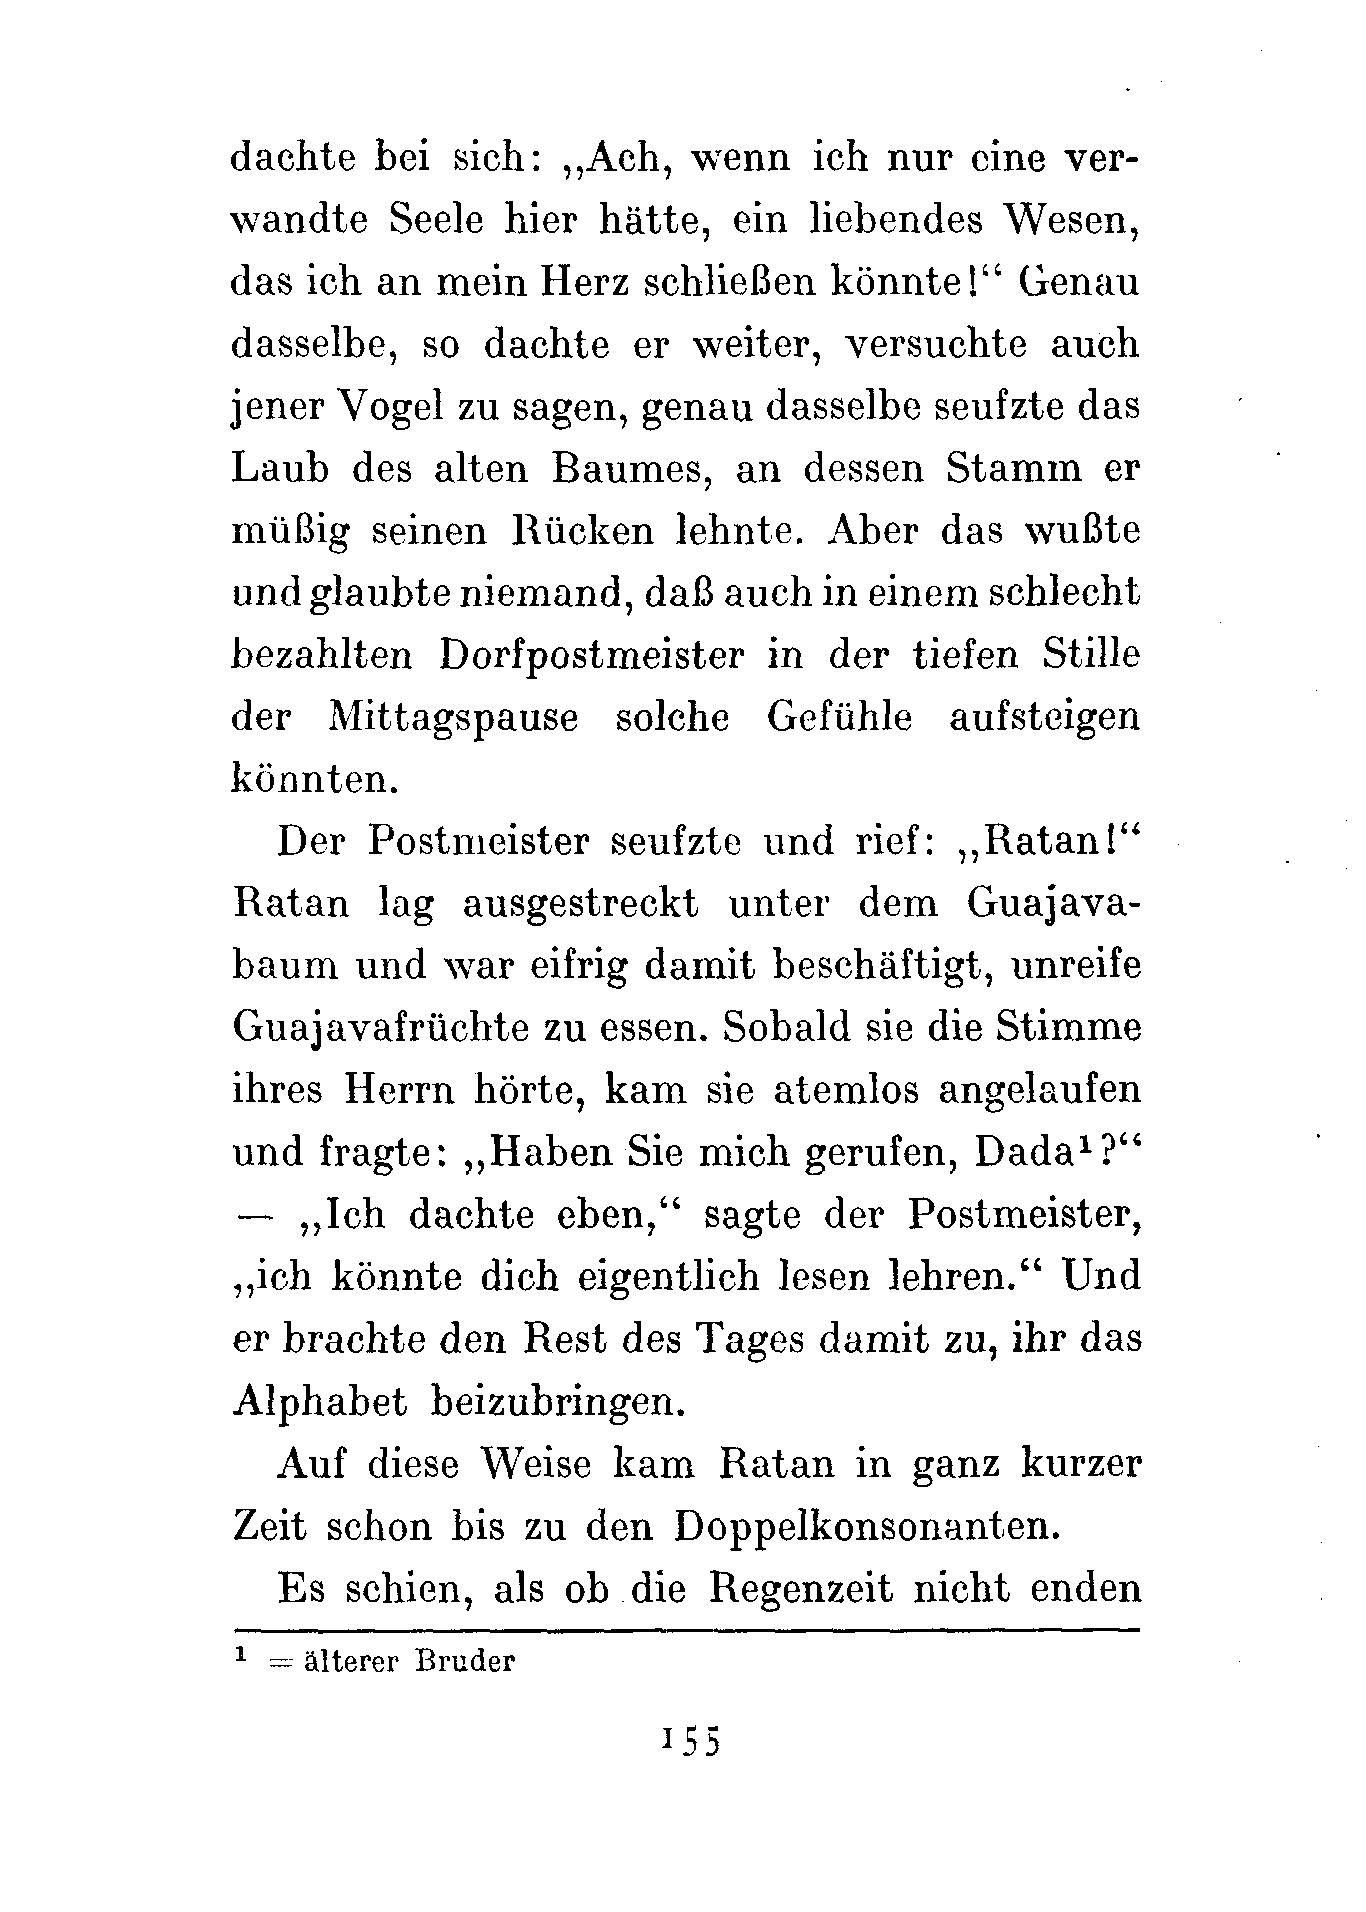 dachte bei sich: „Ach, wenn ich nur eine ver-
wandte Seele hier hätte, ein liebendes Wesen,
das ich an mein Herz schließen könnte!“ Genau
dasselbe, so dachte er weiter, versuchte auch
jener Vogel zu sagen, genau dasselbe seufzte das
Laub des alten Baumes, an dessen Stamm er
müßig seinen Rücken lehnte. Aber das wußte
und glaubte niemand, daß auch in einem schlecht
bezahlten Dorfpostmeister in der tiefen Stille
der Mittagspause solche Gefühle aufsteigen
könnten.
Der Postmeister seufzte und rief: „Ratan!“
Ratan lag ausgestreckt unter dem Guajava-
baum und war eifrig damit beschäftigt, unreife
Guajavafrüchte zu essen. Sobald sie die Stimme
ihres Herrn hörte, kam sie atemlos angelaufen
und fragte: „Haben Sie mich gerufen, Dada¹?“
— „Ich dachte eben,“ sagte der Postmeister,
„ich könnte dich eigentlich lesen lehren.“ Und
er brachte den Rest des Tages damit zu, ihr das
Alphabet beizubringen.
Auf diese Weise kam Ratan in ganz kurzer
Zeit schon bis zu den Doppelkonsonanten.
Es schien, als ob die Regenzeit nicht enden
¹ = älterer Bruder
155